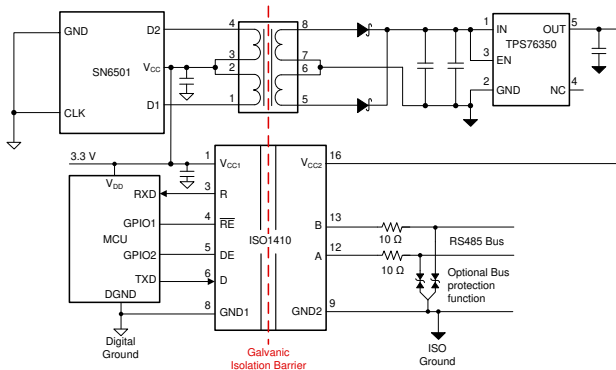 D2 4 8 1 IN OUT 5
GND
TPS76350
SN6501 3 7 3 EN
VCC
2 6
2 GND
NC 4
CLK
D1 1 5
3.3 V
1 VCC1 VCC2 16
VDD
RXD 3 R
GPIO1 4 RE B 13
10 Ω
RS485 Bus
MCU ISO1410
GPIO2 5 DE A 12
10 Ω
Optional Bus
protection
function
TXD 6 D
DGND
8 GND1 GND2 9
Digital
Ground
ISO
Ground
Galvanic
Isolation Barrier